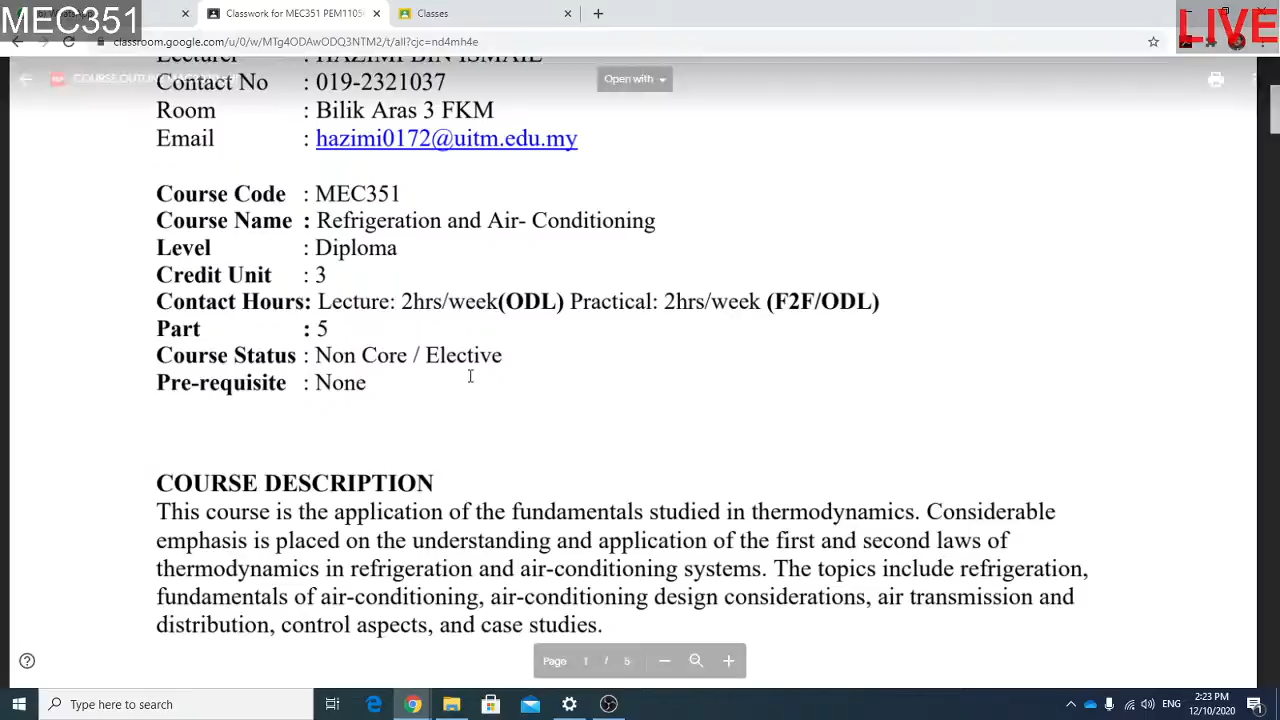 MEC351
WhatsApp
Classwork for MEC351 PEM1105
Classes
LIVE
classroom.google.com/u/0/w/MTg4ODAwODQ3NTM2/t/all?cjc=nd4mh4e
Lecturer : HAZIMI BIN ISMAIL
Open with
Contact No : 019-2321037
Room : Bilik Aras 3 FKM
Email : hazimi0172@uitm.edu.my
Course Code : MEC351
Course Name : Refrigeration and Air- Conditioning
Level : Diploma
Credit Unit : 3
Contact Hours: Lecture: 2hrs/week(ODL) Practical: 2hrs/week (F2F/ODL)
Part : 5
Course Status : Non Core / Elective
Pre-requisite : None
COURSE DESCRIPTION
This course is the application of the fundamentals studied in thermodynamics. Considerable
emphasis is placed on the understanding and application of the first and second laws of
thermodynamics in refrigeration and air-conditioning systems. The topics include refrigeration,
fundamentals of air-conditioning, air-conditioning design considerations, air transmission and
distribution, control aspects, and case studies.
Page 1 / 5
Type here to search
ENG
2:23 PM
12/10/2020